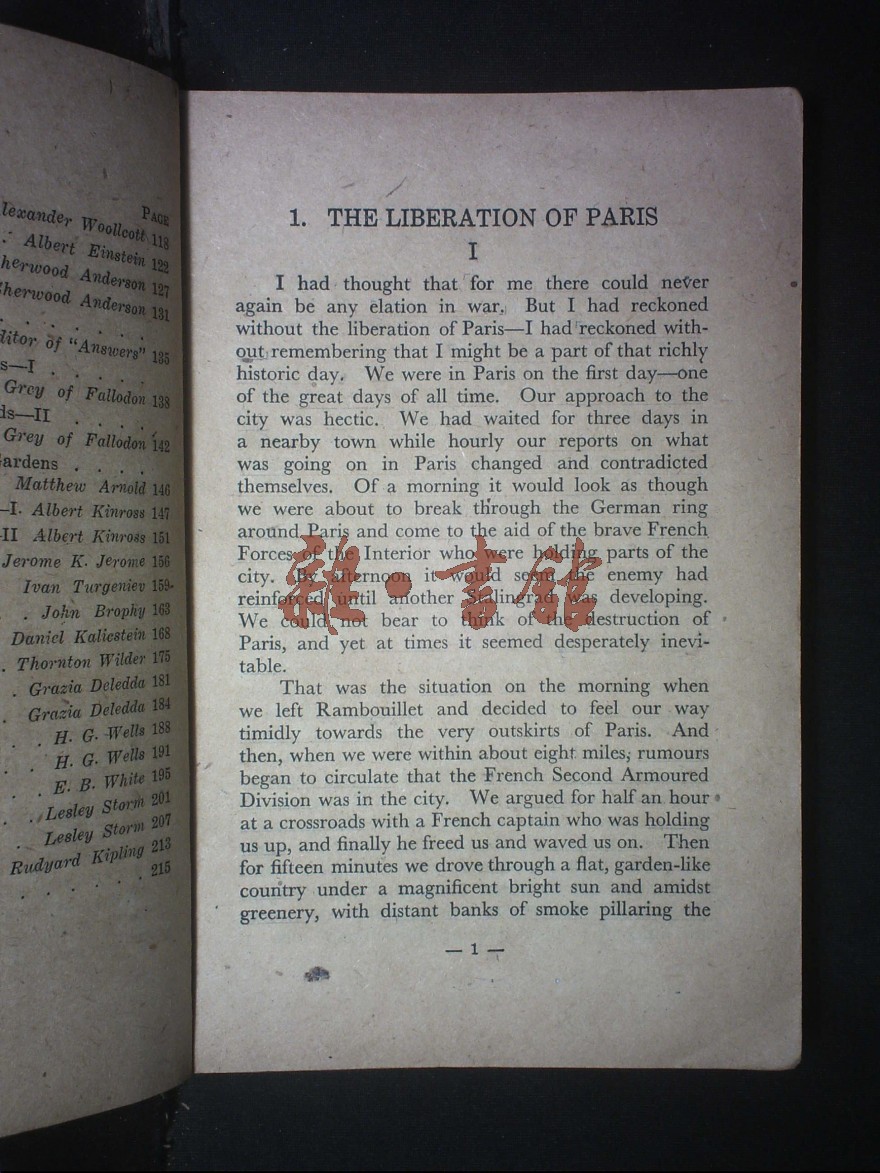 PAGE
lexander Woollcott 118
. Albert Einstein 122
herwood Anderson 127
herwood Anderson 131
. . . . . .
ditor of "Answers" 135
s—I . . . . .
Grey of Fallodon 138
ds—II . . . .
Grey of Fallodon 142
ardens . . . .
Matthew Arnold 146
—I. Albert Kinross 147
-II Albert Kinross 151
Jerome K. Jerome 156
Ivan Turgeniev 159
. . John Brophy 163
Daniel Kaliestein 168
. Thornton Wilder 175
. Grazia Deledda 181
. Grazia Deledda 184
. . H. G. Wells 188
. . H. G. Wells 191
. . E. B. White 195
. . Lesley Storm 201
. Lesley Storm 207
Rudyard Kipling 213
. . . . . . 215
1. THE LIBERATION OF PARIS
I
I had thought that for me there could never
again be any elation in war. But I had reckoned
without the liberation of Paris—I had reckoned with-
out remembering that I might be a part of that richly
historic day. We were in Paris on the first day—one
of the great days of all time. Our approach to the
city was hectic. We had waited for three days in
a nearby town while hourly our reports on what
was going on in Paris changed and contradicted
themselves. Of a morning it would look as though
we were about to break through the German ring
around Paris and come to the aid of the brave French
Forces of the Interior who were holding parts of the
city. By afternoon it would seem the enemy had
reinforced until another Stalingrad was developing.
We could not bear to think of the destruction of
Paris, and yet at times it seemed desperately inevi-
table.
That was the situation on the morning when
we left Rambouillet and decided to feel our way
timidly towards the very outskirts of Paris. And
then, when we were within about eight miles, rumours
began to circulate that the French Second Armoured
Division was in the city. We argued for half an hour
at a crossroads with a French captain who was holding
us up, and finally he freed us and waved us on. Then
for fifteen minutes we drove through a flat, garden-like
country under a magnificent bright sun and amidst
greenery, with distant banks of smoke pillaring the
— 1 —
雜·書館